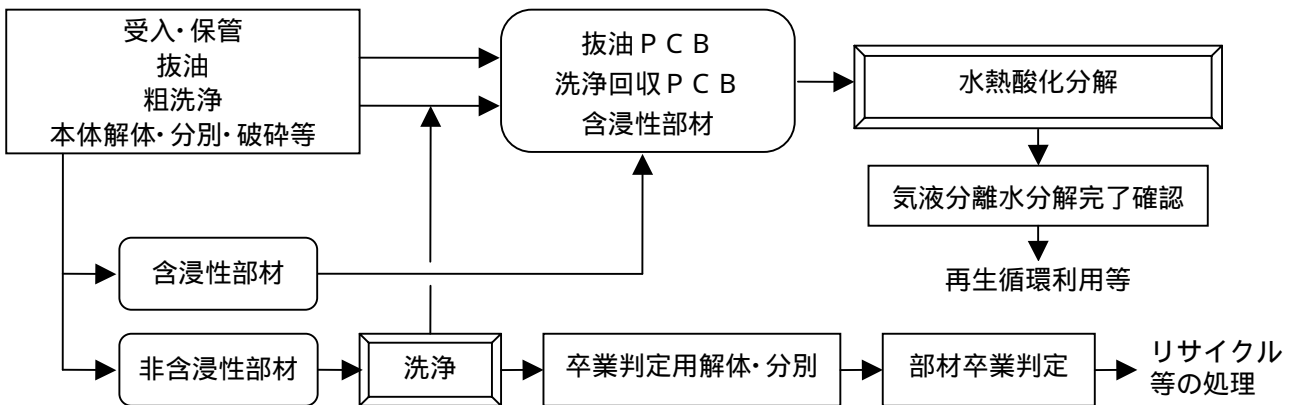 受入・保管
抜油
粗洗浄
本体解体・分別・破砕等
抜油ＰＣＢ
洗浄回収ＰＣＢ
含浸性部材
水熱酸化分解
気液分離水分解完了確認
再生循環利用等
含浸性部材
非含浸性部材
洗浄
卒業判定用解体・分別
部材卒業判定
リサイクル
等の処理